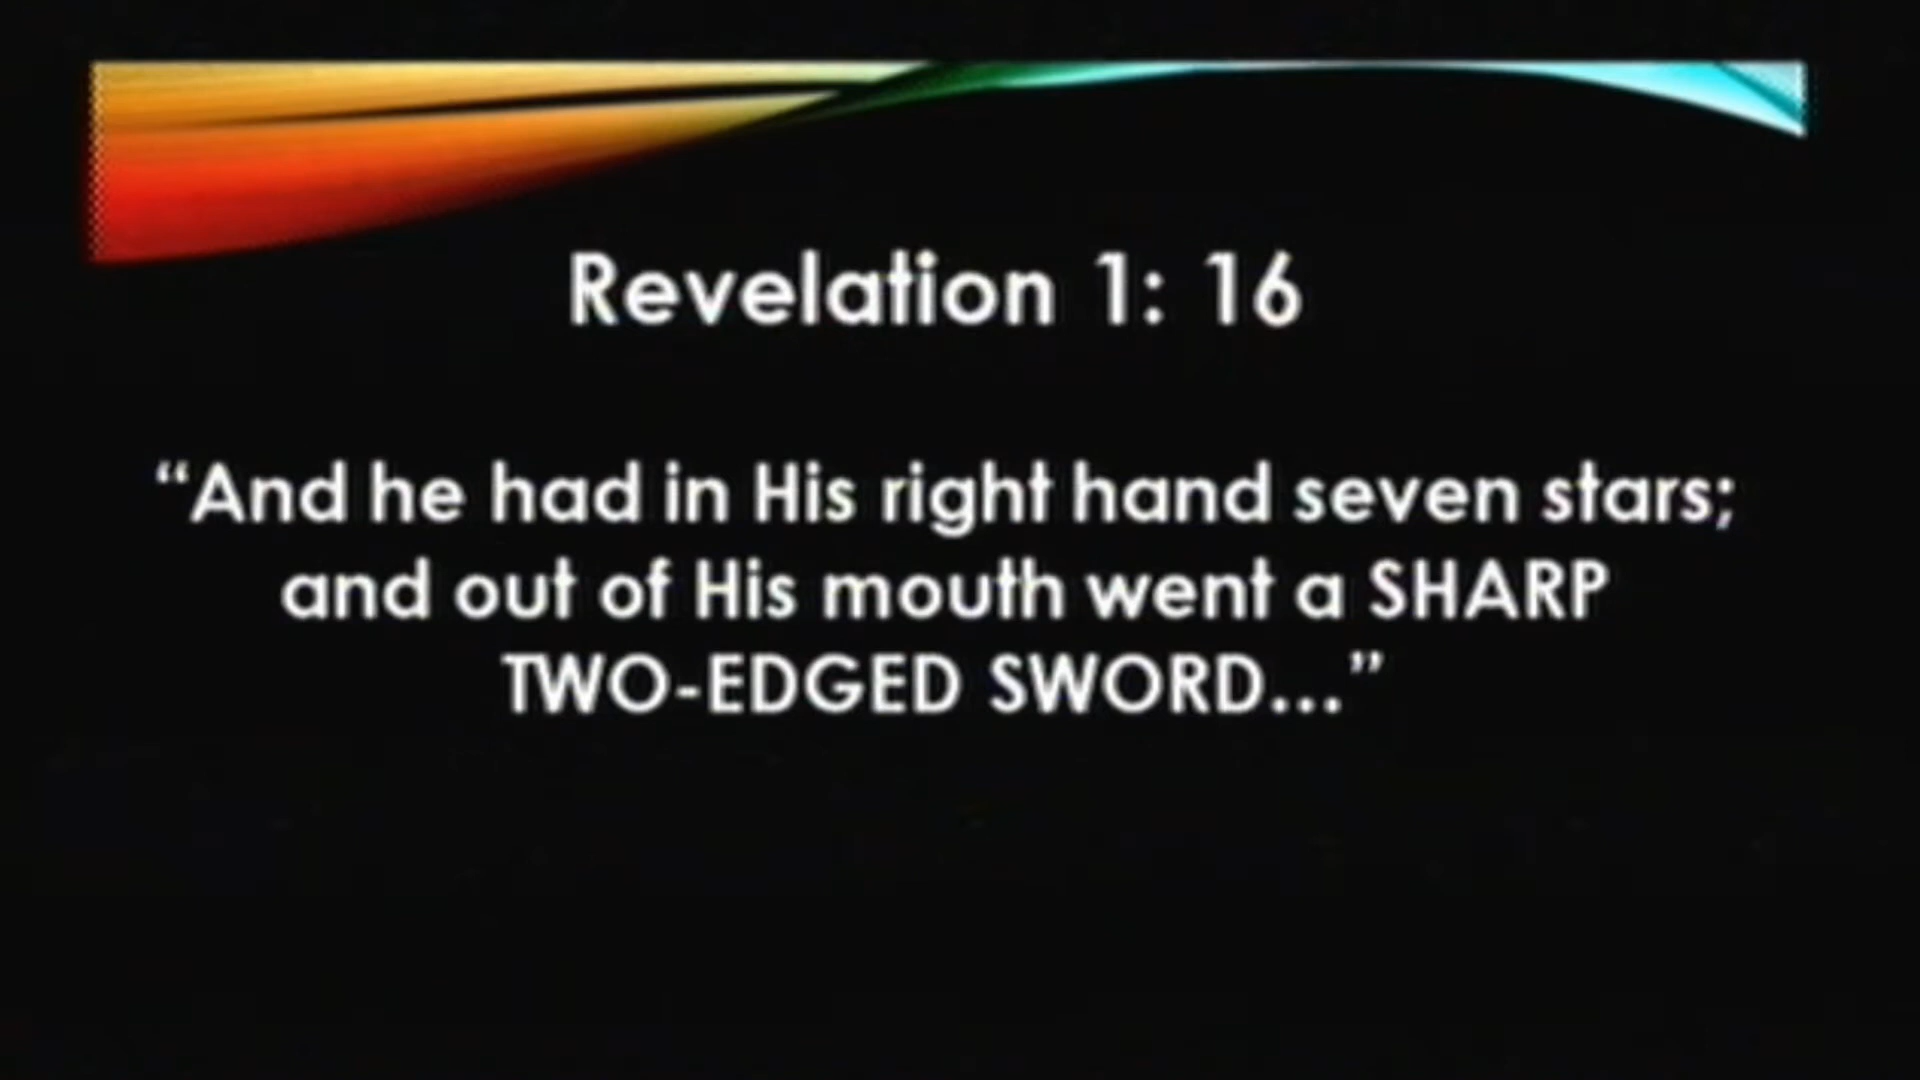 Revelation 1: 16
“And he had in His right hand seven stars;
and out of His mouth went a SHARP
TWO-EDGED SWORD...”